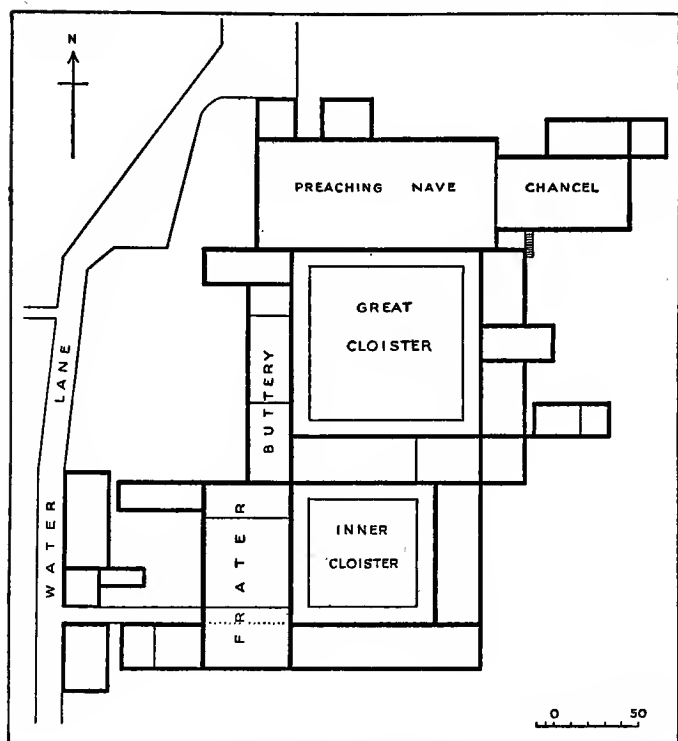 N
PREACHING NAVE
CHANCEL
GREAT
CLOISTER
BUTTERY
WATER LANE
FRATER
INNER
CLOISTER
0 50